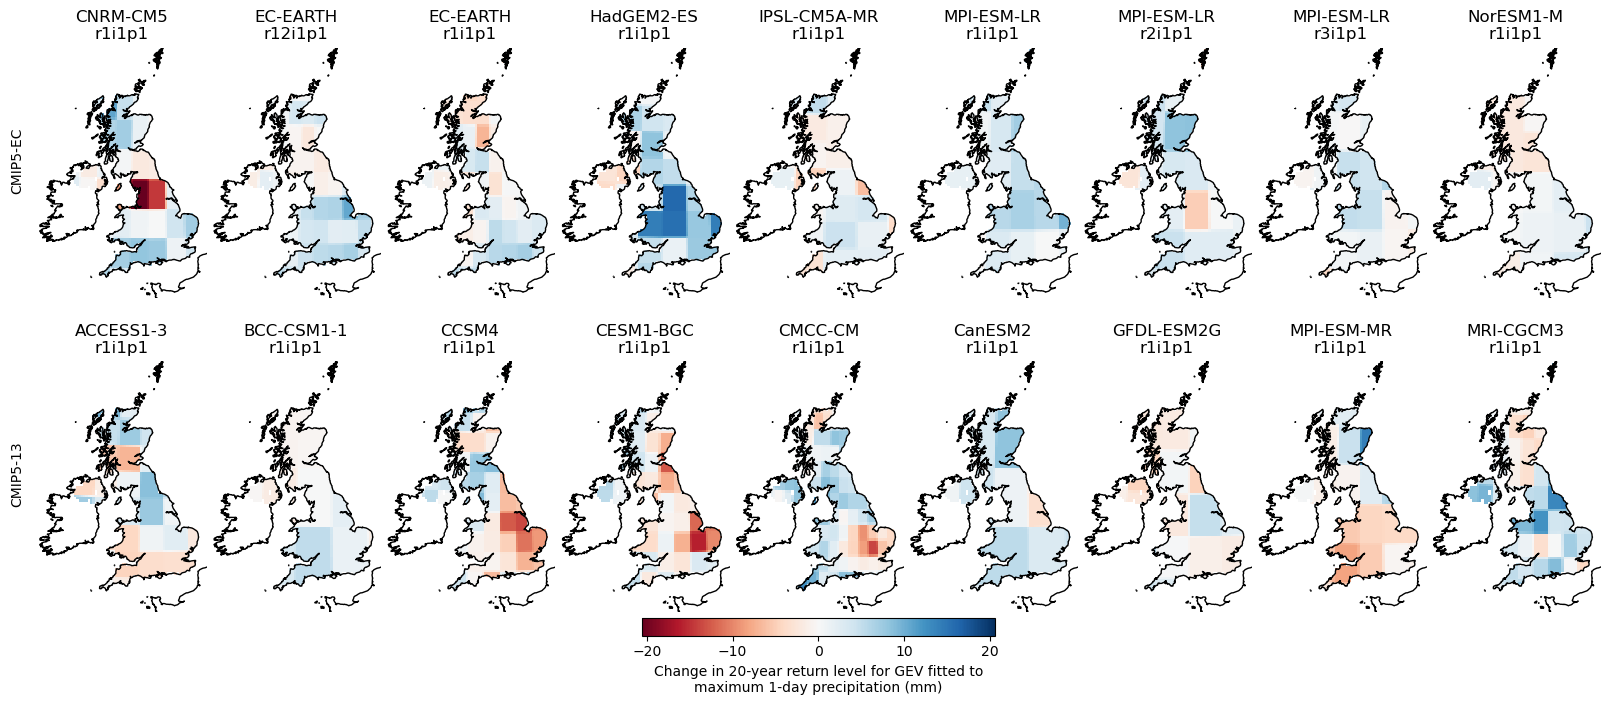 CNRM-CM5 EC-EARTH EC-EARTH HadGEM2-ES IPSL-CM5A-MR MPI-ESM-LR MPI-ESM-LR MPI-ESM-LR NorESM1-M
r1i1p1 r12i1p1 r1i1p1 r1i1p1 r1i1p1 r1i1p1 r2i1p1 r3i1p1 r1i1p1
CMIP5-EC
ACCESS1-3 BCC-CSM1-1 CCSM4 CESM1-BGC CMCC-CM CanESM2 GFDL-ESM2G MPI-ESM-MR MRI-CGCM3
r1i1p1 r1i1p1 r1i1p1 r1i1p1 r1i1p1 r1i1p1 r1i1p1 r1i1p1 r1i1p1
CMIP5-13
−20 −10 0 10 20
Change in 20-year return level for GEV fitted to
maximum 1-day precipitation (mm)